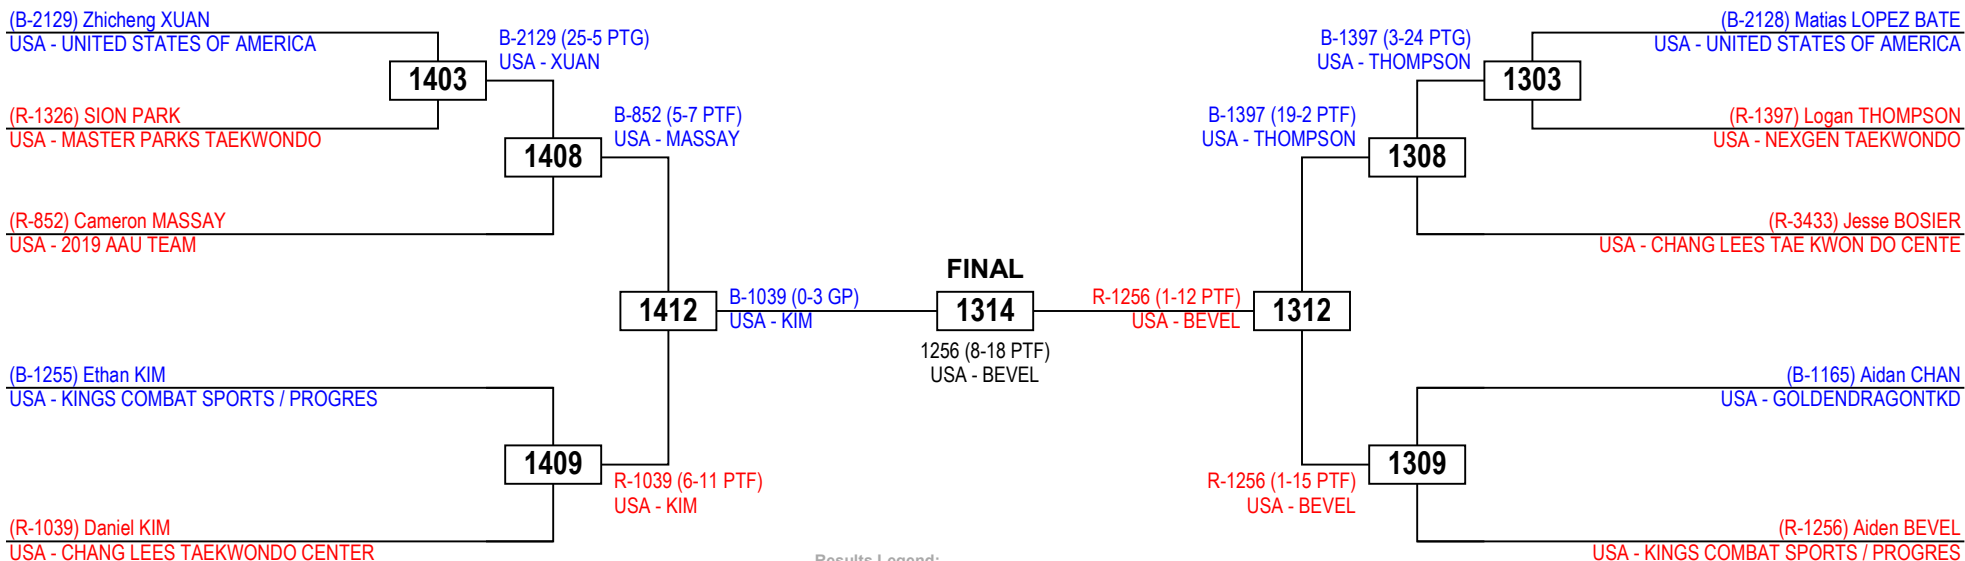 (B-2129) Zhicheng XUAN
USA - UNITED STATES OF AMERICA
B-2129 (25-5 PTG)
USA - XUAN
1403
(R-1326) SION PARK
USA - MASTER PARKS TAEKWONDO
B-852 (5-7 PTF)
USA - MASSAY
1408
(R-852) Cameron MASSAY
USA - 2019 AAU TEAM
1412
B-1039 (0-3 GP)
USA - KIM
(B-1255) Ethan KIM
USA - KINGS COMBAT SPORTS / PROGRES
1409
R-1039 (6-11 PTF)
USA - KIM
(R-1039) Daniel KIM
USA - CHANG LEES TAEKWONDO CENTER
FINAL
1314
1256 (8-18 PTF)
USA - BEVEL
(B-2128) Matias LOPEZ BATE
USA - UNITED STATES OF AMERICA
B-1397 (3-24 PTG)
USA - THOMPSON
1303
(R-1397) Logan THOMPSON
USA - NEXGEN TAEKWONDO
B-1397 (19-2 PTF)
USA - THOMPSON
1308
(R-3433) Jesse BOSIER
USA - CHANG LEES TAE KWON DO CENTE
R-1256 (1-12 PTF)
USA - BEVEL
1312
(B-1165) Aidan CHAN
USA - GOLDENDRAGONTKD
1309
R-1256 (1-15 PTF)
USA - BEVEL
(R-1256) Aiden BEVEL
USA - KINGS COMBAT SPORTS / PROGRES
Results Legend: